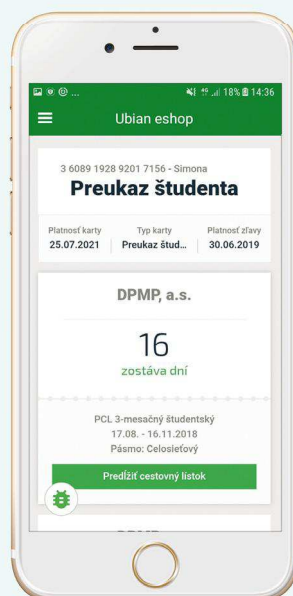 @ ... 4G 18% 14:36
Ubian eshop
3 6089 1928 9201 7156 - Simona
Preukaz študenta
Platnosť karty Typ karty Platnosť zľavy
25.07.2021 Preukaz štud... 30.06.2019
DPMP, a.s.
16
zostáva dní
PCL 3-mesačný študentský
17.08. - 16.11.2018
Pásmo: Celosieťový
Predĺžiť cestovný lístok